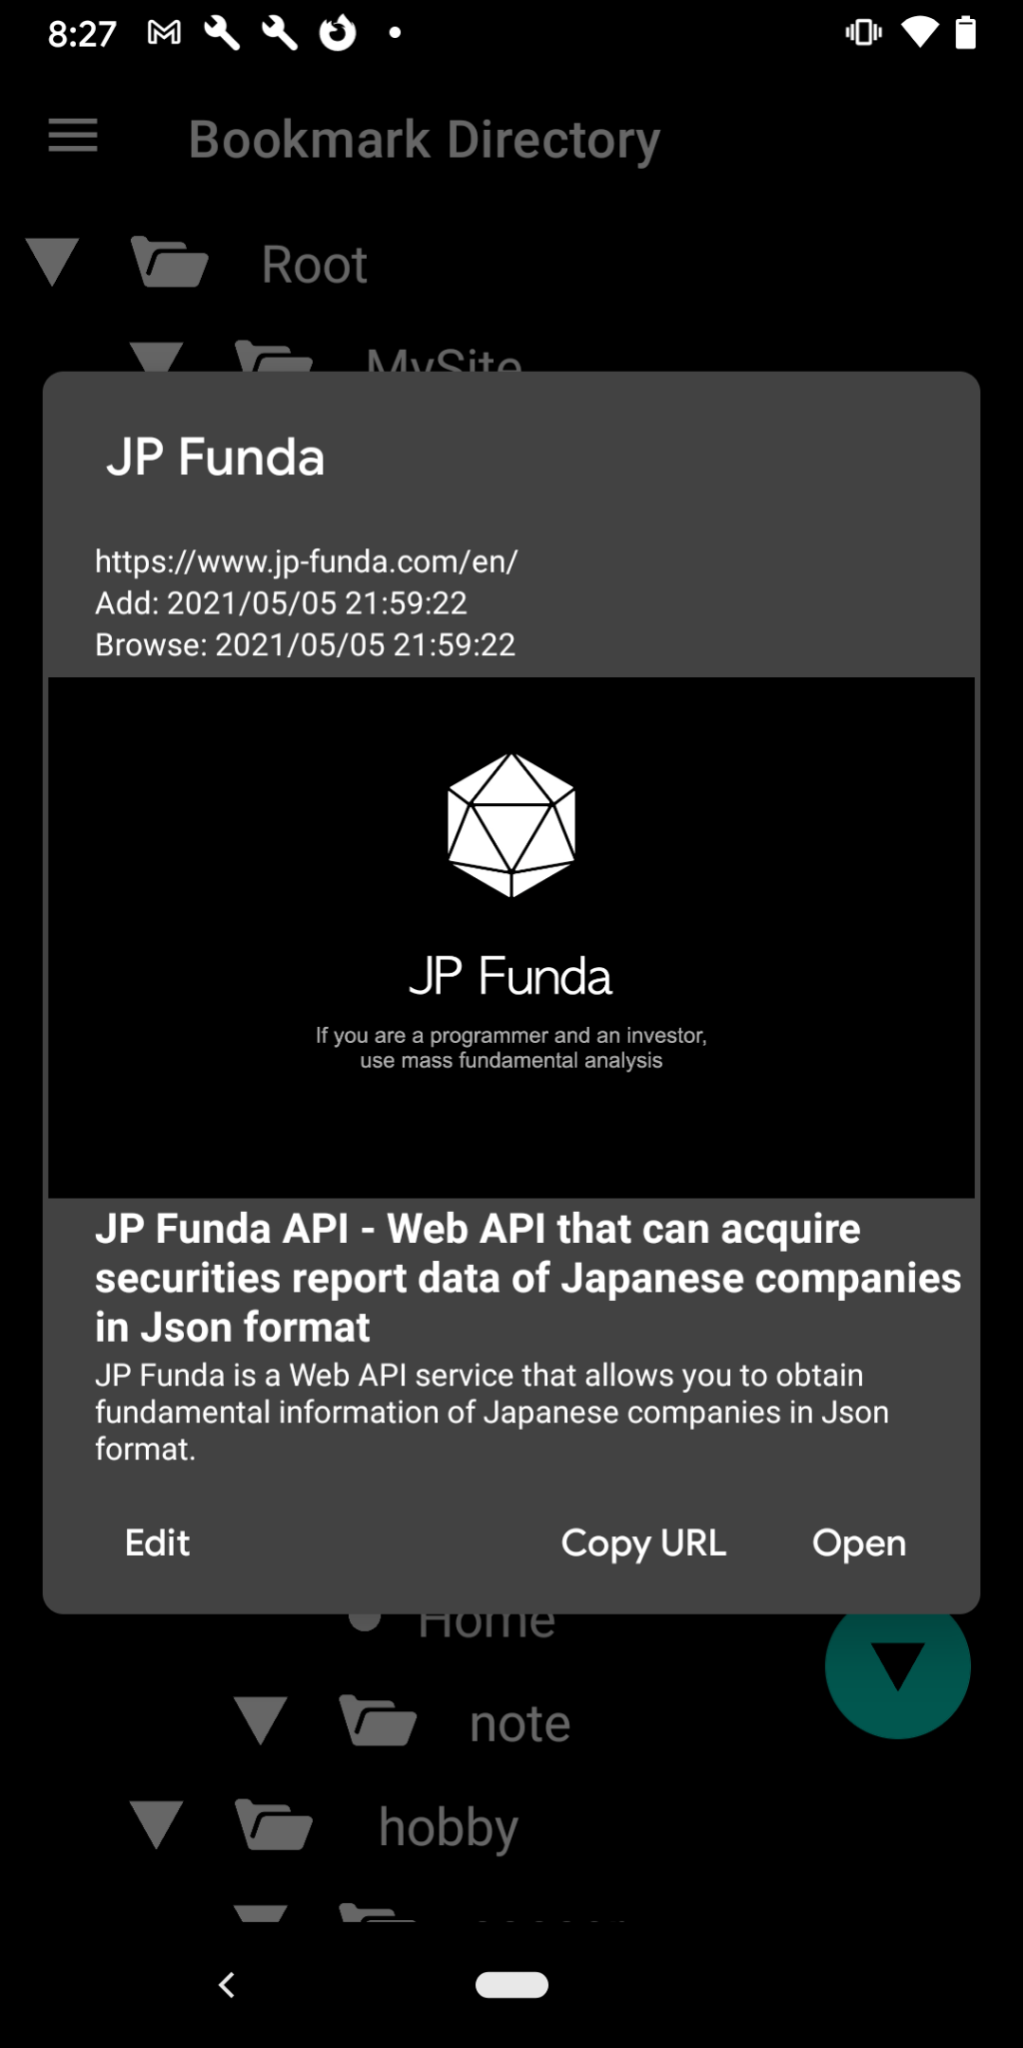 8:27
Bookmark Directory
Root
MySite
JP Funda
https://www.jp-funda.com/en/
Add: 2021/05/05 21:59:22
Browse: 2021/05/05 21:59:22
JP Funda
If you are a programmer and an investor,
use mass fundamental analysis
JP Funda API - Web API that can acquire
securities report data of Japanese companies
in Json format
JP Funda is a Web API service that allows you to obtain
fundamental information of Japanese companies in Json
format.
Edit
Copy URL
Open
Home
note
hobby